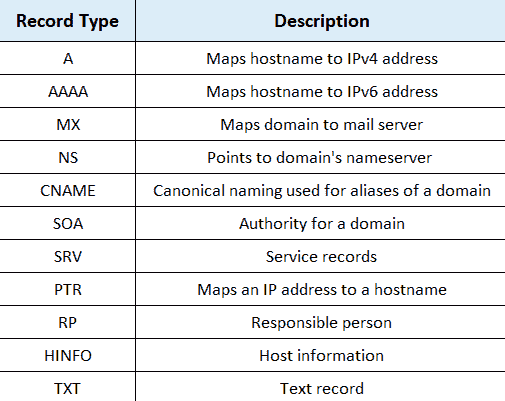 Record Type Description
A Maps hostname to IPv4 address
AAAA Maps hostname to IPv6 address
MX Maps domain to mail server
NS Points to domain's nameserver
CNAME Canonical naming used for aliases of a domain
SOA Authority for a domain
SRV Service records
PTR Maps an IP address to a hostname
RP Responsible person
HINFO Host information
TXT Text record